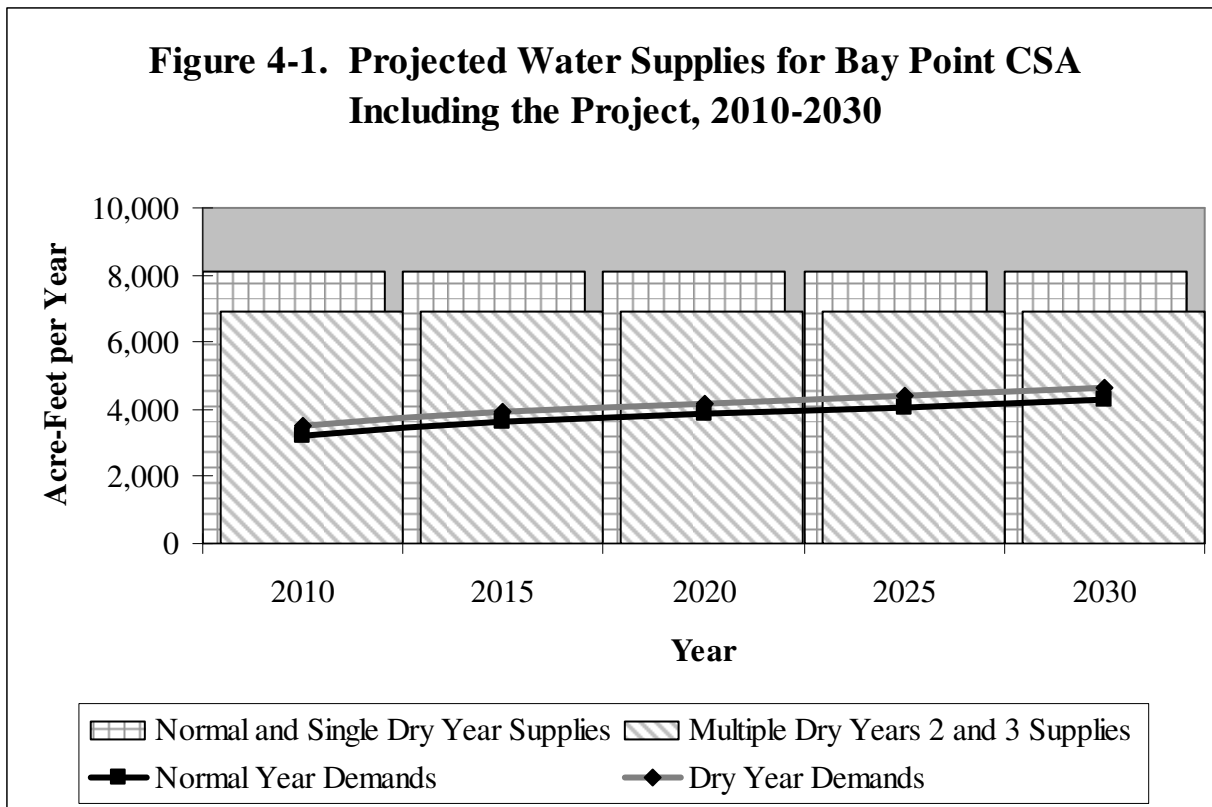 Figure 4-1. Projected Water Supplies for Bay Point CSA
Including the Project, 2010-2030
Acre-Feet per Year
10,000
8,000
6,000
4,000
2,000
0
2010 2015 2020 2025 2030
Year
Normal and Single Dry Year Supplies Multiple Dry Years 2 and 3 Supplies
Normal Year Demands Dry Year Demands